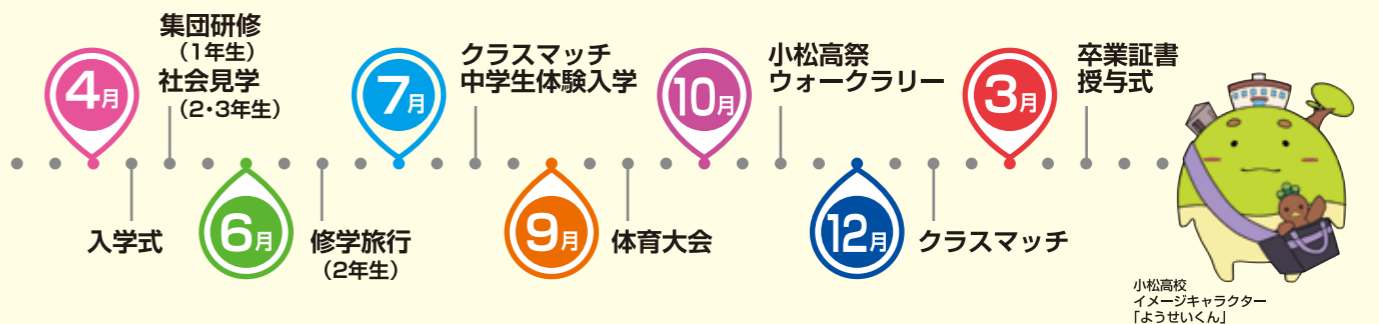 4月
入学式
集団研修
（1年生）
社会見学
（2・3年生）
6月
修学旅行
（2年生）
7月
クラスマッチ
中学生体験入学
9月
体育大会
10月
小松高祭
ウォークラリー
12月
クラスマッチ
3月
卒業証書
授与式
小松高校
イメージキャラクター
「ようせいくん」